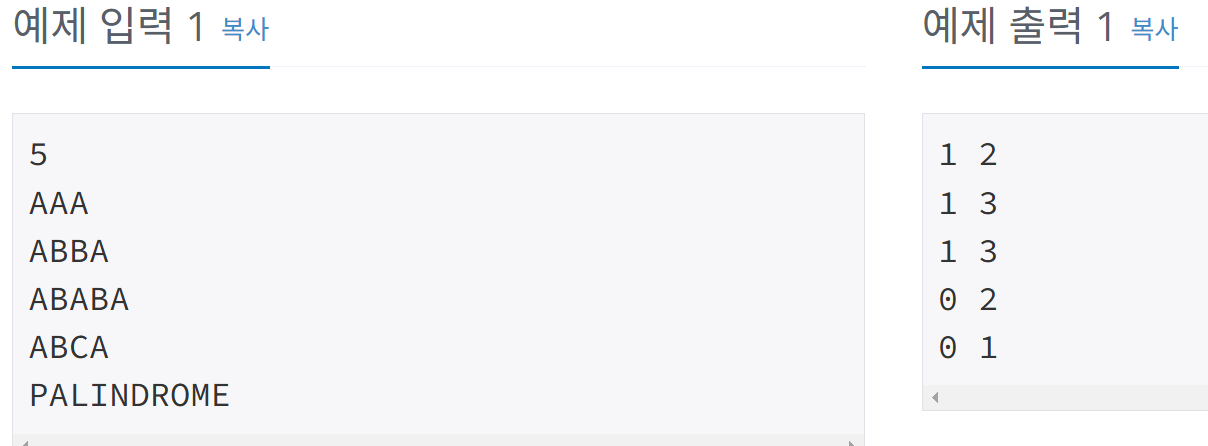 예제 입력 1 복사
5
AAA
ABBA
ABABA
ABCA
PALINDROME
예제 출력 1 복사
1 2
1 3
1 3
0 2
0 1